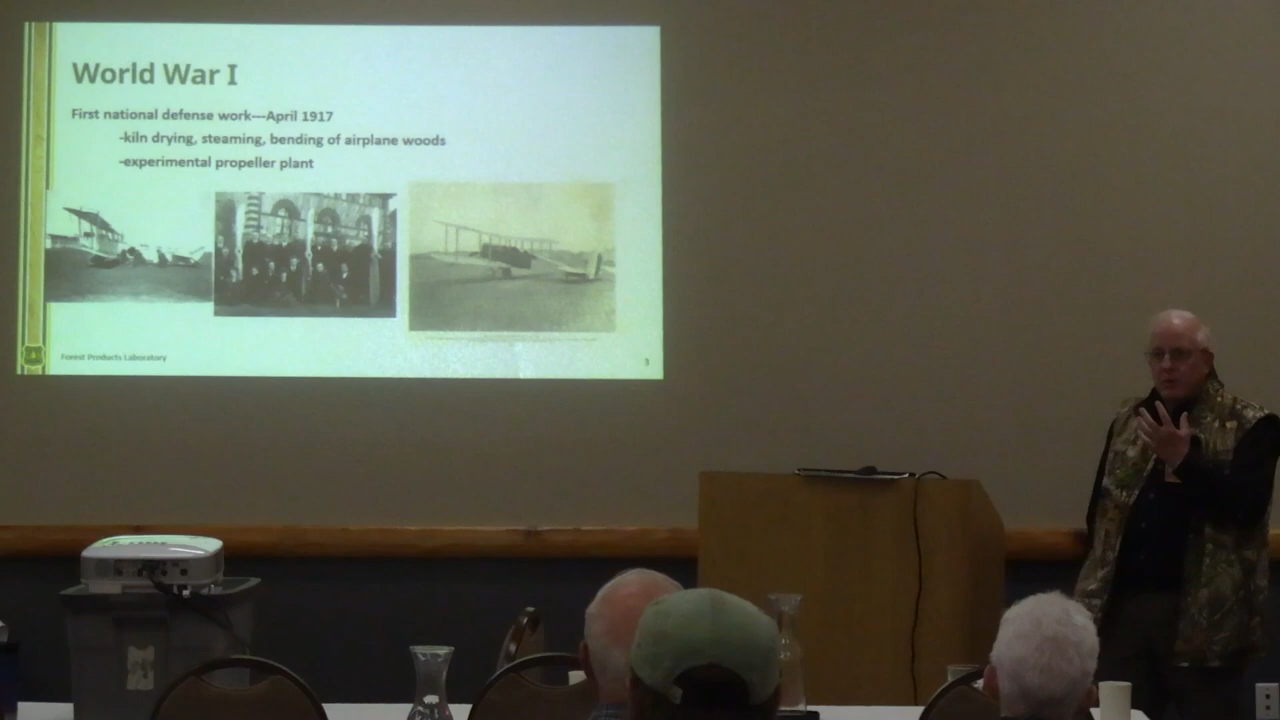 World War I
First national defense work---April 1917
-kiln drying, steaming, bending of airplane woods
-experimental propeller plant
Forest Products Laboratory
3